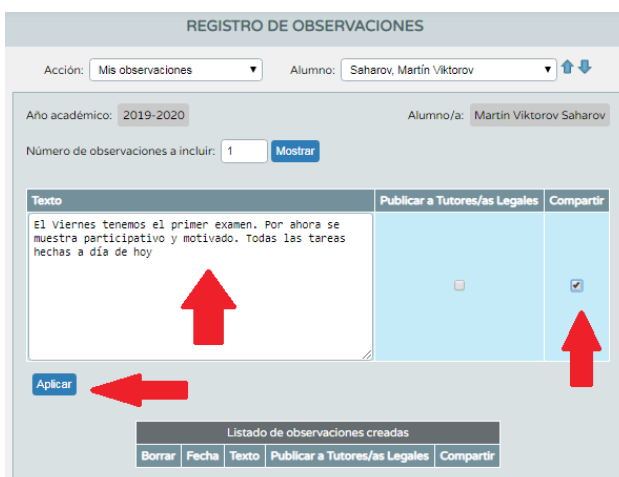 REGISTRO DE OBSERVACIONES
Acción: Mis observaciones Alumno: Saharov, Martín Viktorov
Año académico: 2019-2020 Alumno/a: Martín Viktorov Saharov
Número de observaciones a incluir: 1 Mostrar
Texto Publicar a Tutores/as Legales Compartir
El Viernes tenemos el primer examen. Por ahora se
muestra participativo y motivado. Todas las tareas
hechas a día de hoy
Aplicar
Listado de observaciones creadas
Borrar Fecha Texto Publicar a Tutores/as Legales Compartir